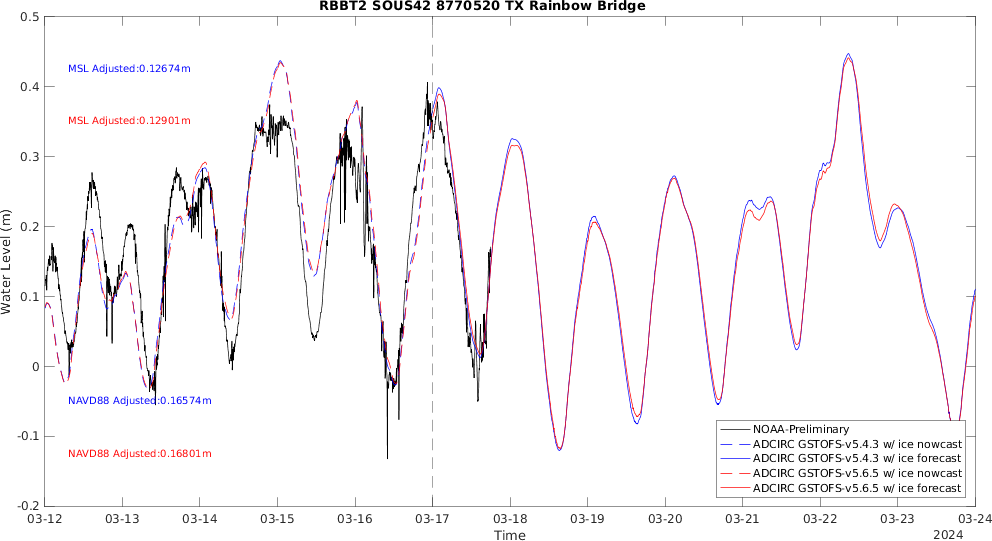 RBBT2 SOUS42 8770520 TX Rainbow Bridge
0.5
0.4
0.3
0.2
0.1
0
-0.1
-0.2
Water Level (m)
MSL Adjusted:0.12674m
MSL Adjusted:0.12901m
NAVD88 Adjusted:0.16574m
NAVD88 Adjusted:0.16801m
NOAA-Preliminary
ADCIRC GSTOFS-v5.4.3 w/ ice nowcast
ADCIRC GSTOFS-v5.4.3 w/ ice forecast
ADCIRC GSTOFS-v5.6.5 w/ ice nowcast
ADCIRC GSTOFS-v5.6.5 w/ ice forecast
03-12 03-13 03-14 03-15 03-16 03-17 03-18 03-19 03-20 03-21 03-22 03-23 03-24
Time
2024